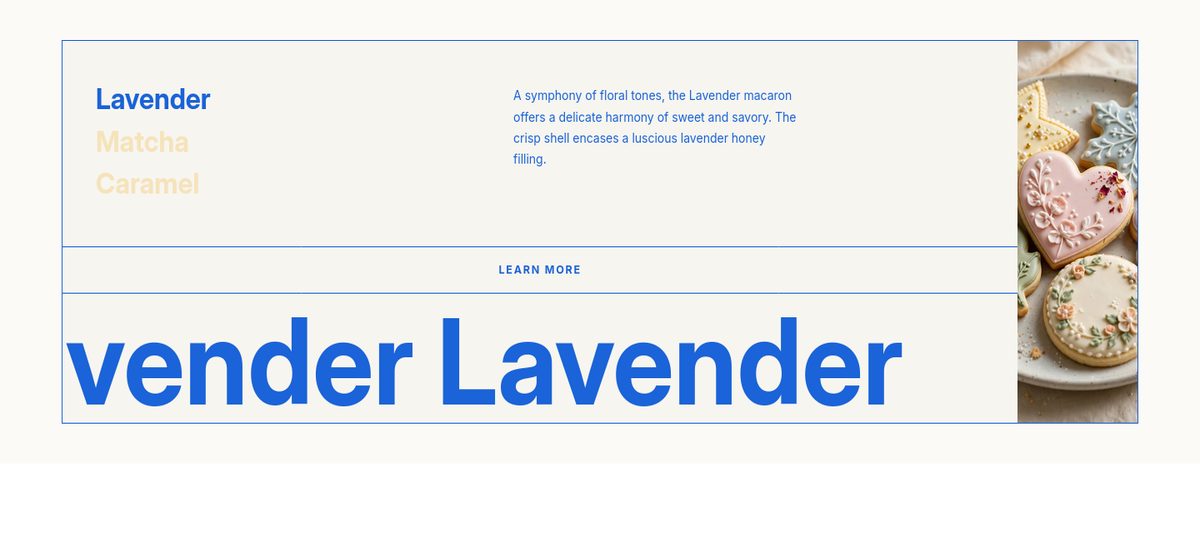 Lavender
Matcha
Caramel
A symphony of floral tones, the Lavender macaron
offers a delicate harmony of sweet and savory. The
crisp shell encases a luscious lavender honey
filling.
LEARN MORE
vender Lavender